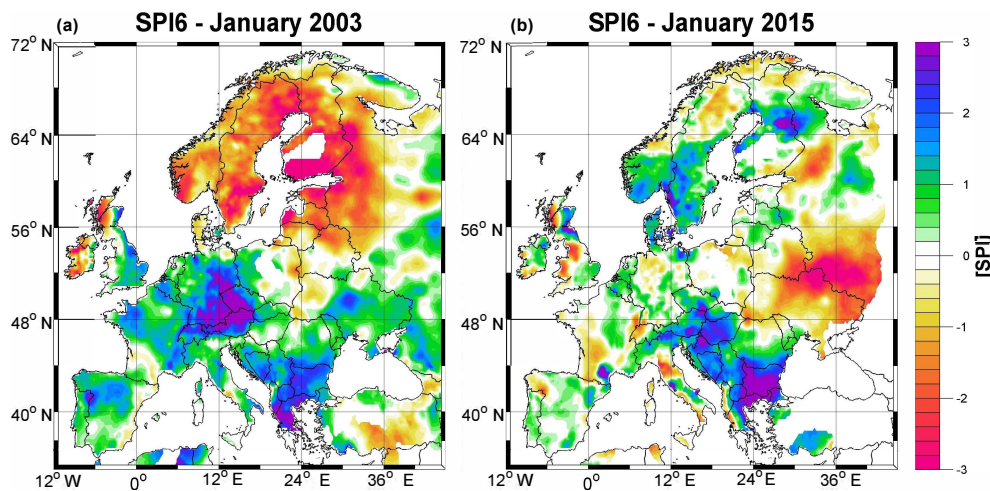 (a) SPI6 - January 2003
(b) SPI6 - January 2015
72° N
64° N
56° N
48° N
40° N
12° W
0°
12° E
24° E
36° E
72° N
64° N
56° N
48° N
40° N
12° W
0°
12° E
24° E
36° E
3
2
1
0
-1
-2
-3
[SPI]